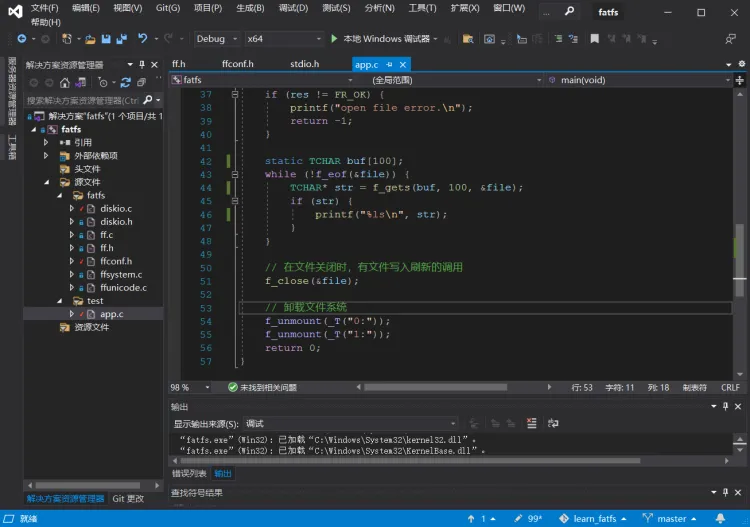 文件(F) 编辑(E) 视图(V) Git(G) 项目(P) 生成(B) 调试(D) 测试(S) 分析(N) 工具(T) 扩展(X) 窗口(W)
帮助(H)
... fatfs
Debug x64 本地 Windows 调试器
服务器资源管理器
工具箱
解决方案资源管理器
搜索解决方案资源管理器(Ctrl
解决方案"fatfs"(1 个项目/共 1
fatfs
引用
外部依赖项
头文件
源文件
fatfs
diskio.c
diskio.h
ff.c
ff.h
ffconf.h
ffsystem.c
ffunicode.c
test
app.c
资源文件
解决方案资源管理器 Git 更改
ff.h ffconf.h stdio.h app.c
fatfs (全局范围) main(void)
37 if (res != FR_OK) {
38 printf("open file error.\n");
39 return -1;
40 }
41
42 static TCHAR buf[100];
43 while (!f_eof(&file)) {
44 TCHAR* str = f_gets(buf, 100, &file);
45 if (str) {
46 printf("%ls\n", str);
47 }
48 }
49
50 // 在文件关闭时，有文件写入刷新的调用
51 f_close(&file);
52
53 // 卸载文件系统
54 f_unmount(_T("0:"));
55 f_unmount(_T("1:"));
56 return 0;
57 }
98 % 未找到相关问题 行: 53 字符: 11 列: 18 制表符 CRLF
输出
显示输出来源(S): 调试
"fatfs.exe"(Win32): 已加载"C:\Windows\System32\kernel32.dll"。
"fatfs.exe"(Win32): 已加载"C:\Windows\System32\KernelBase.dll"。
错误列表 输出
查找符号结果
就绪 1 99* learn_fatfs master